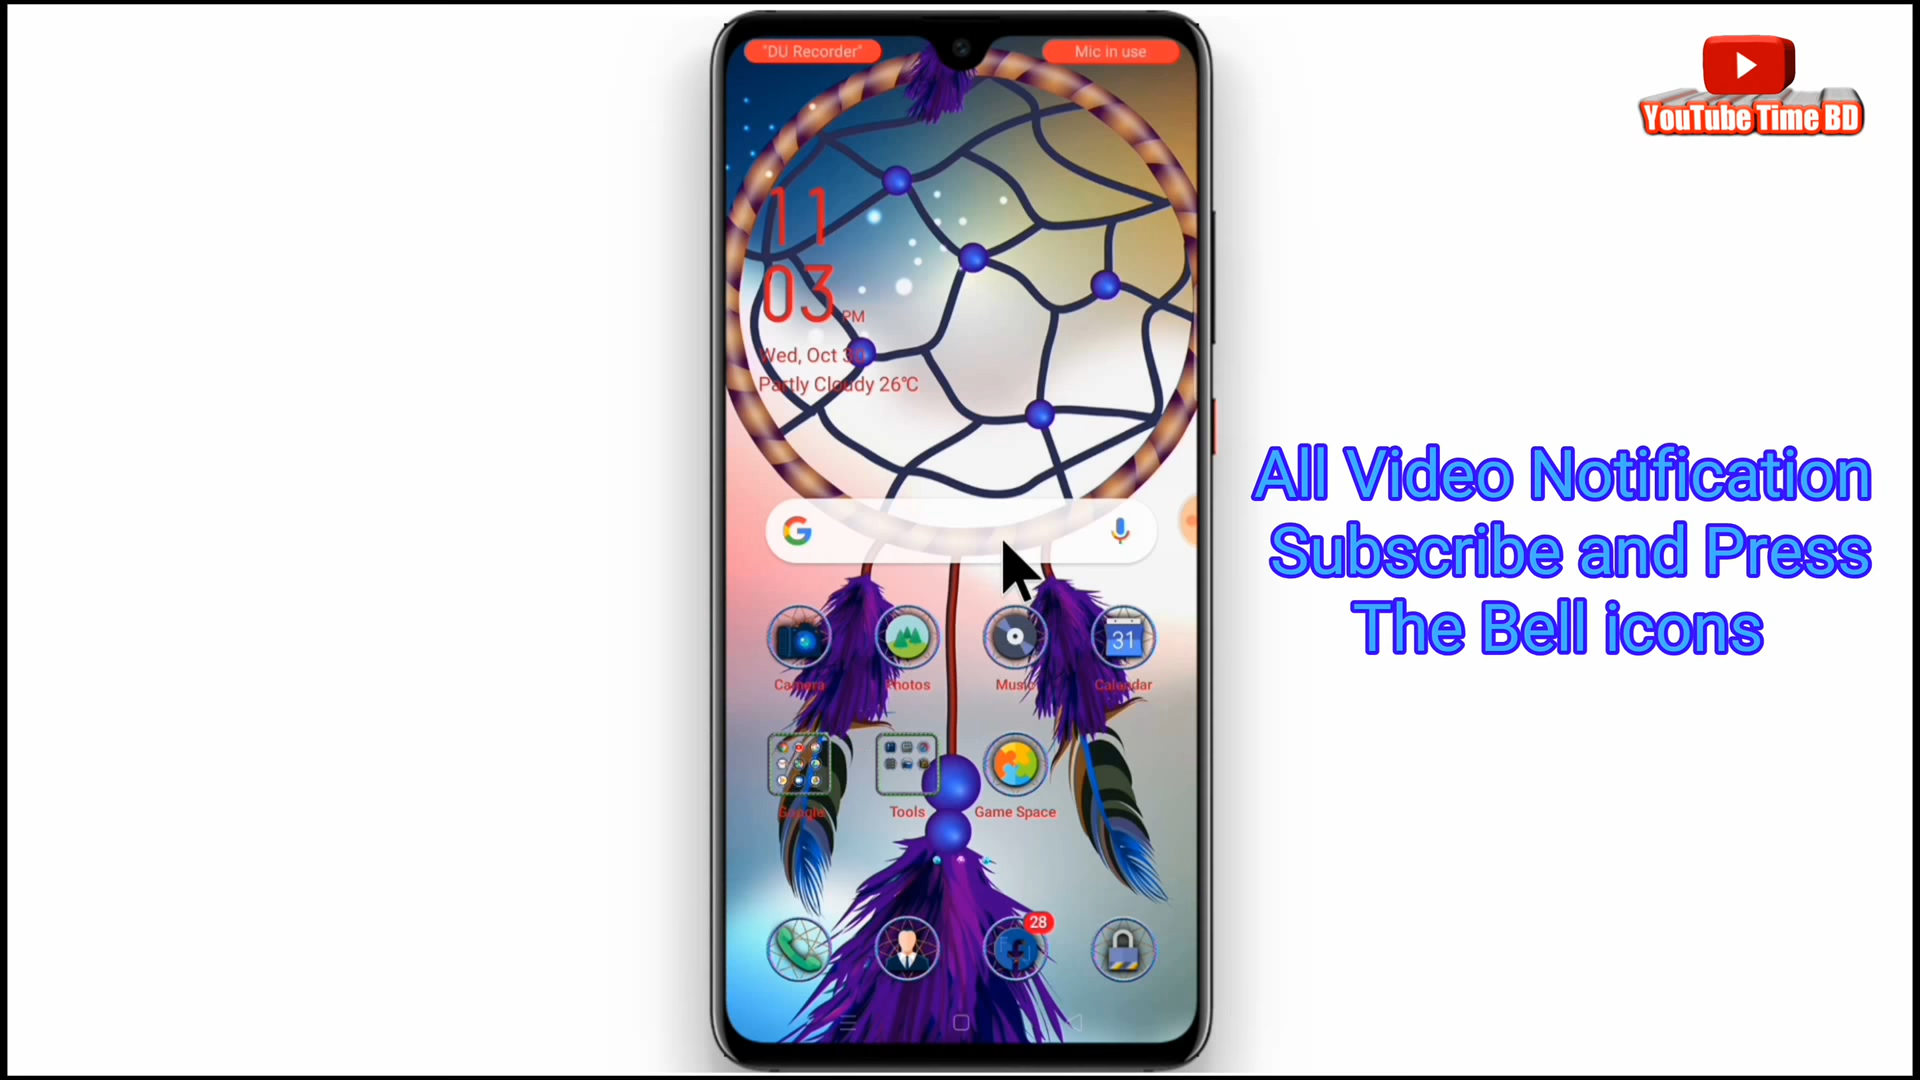 "DU Recorder"
Mic in use
YouTube Time BD
11
03 PM
Wed, Oct 30
Partly Cloudy 26°C
All Video Notification
Subscribe and Press
The Bell icons
31
Camera
Photos
Music
Calendar
Google
Tools
Game Space
28